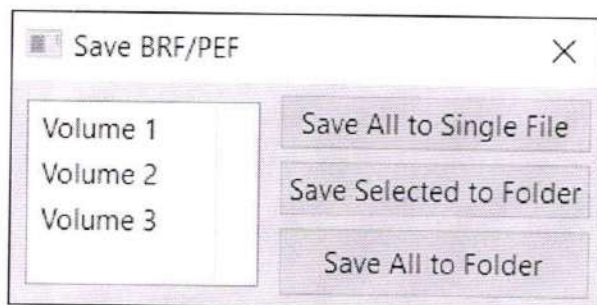 Save BRF/PEF
Volume 1
Volume 2
Volume 3
Save All to Single File
Save Selected to Folder
Save All to Folder